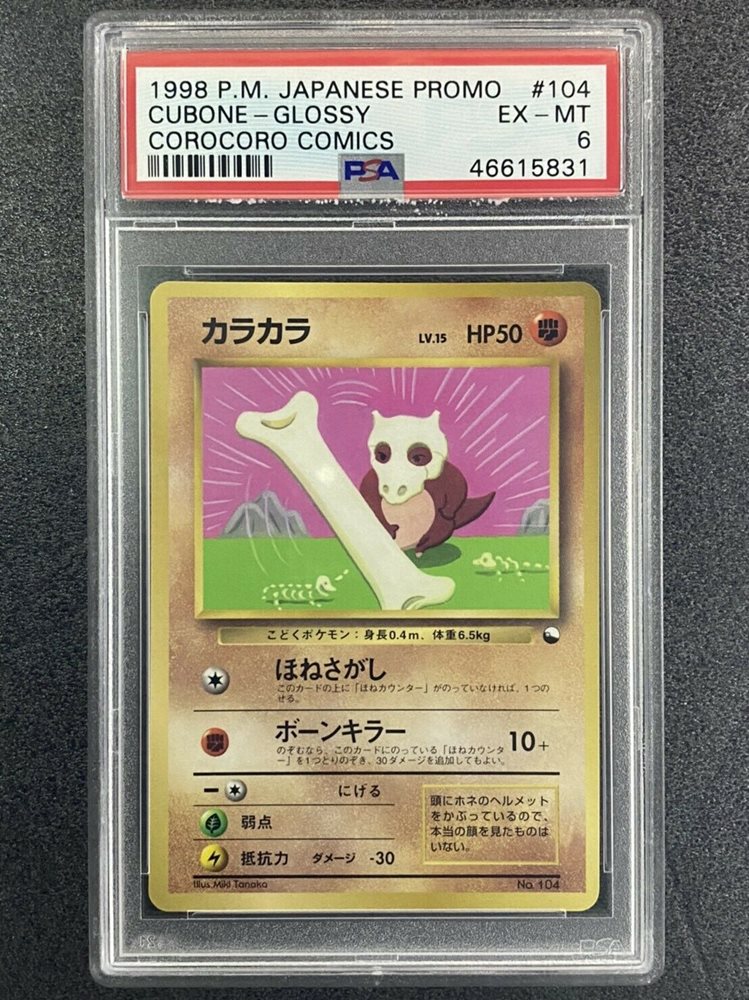 1998 P.M. JAPANESE PROMO #104
CUBONE-GLOSSY EX-MT
COROCORO COMICS 6
PSA 46615831
カラカラ LV.15 HP50
こどくポケモン：身長0.4m、体重6.5kg
ほねさがし
このカードの上に「ほねカウンター」がのっていなければ、1つの
せる。
ボーンキラー 10+
のぞむなら、このカードにのっている「ほねカウンタ
ー」を1つとりのぞき、30ダメージを追加してもよい。
にげる
弱点
抵抗力 ダメージ -30
頭にホネのヘルメット
をかぶっているので、
本当の顔を見たものは
いない。
Illus. Miki Tanaka No. 104
PSA